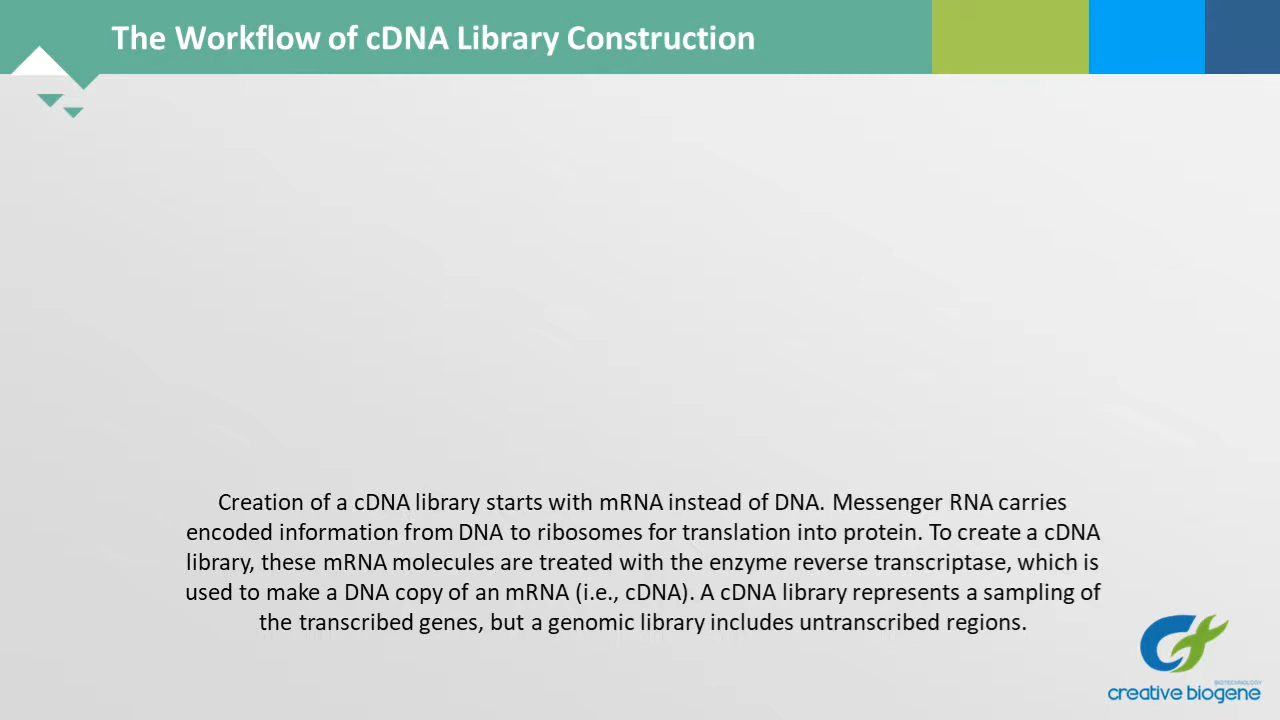 The Workflow of cDNA Library Construction
Creation of a cDNA library starts with mRNA instead of DNA. Messenger RNA carries
encoded information from DNA to ribosomes for translation into protein. To create a cDNA
library, these mRNA molecules are treated with the enzyme reverse transcriptase, which is
used to make a DNA copy of an mRNA (i.e., cDNA). A cDNA library represents a sampling of
the transcribed genes, but a genomic library includes untranscribed regions.
BIOTECHNOLOGY
creative biogene